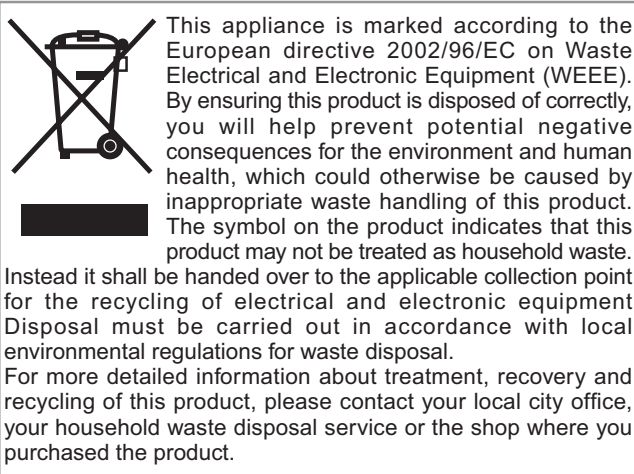 This appliance is marked according to the
European directive 2002/96/EC on Waste
Electrical and Electronic Equipment (WEEE).
By ensuring this product is disposed of correctly,
you will help prevent potential negative
consequences for the environment and human
health, which could otherwise be caused by
inappropriate waste handling of this product.
The symbol on the product indicates that this
product may not be treated as household waste.
Instead it shall be handed over to the applicable collection point
for the recycling of electrical and electronic equipment
Disposal must be carried out in accordance with local
environmental regulations for waste disposal.
For more detailed information about treatment, recovery and
recycling of this product, please contact your local city office,
your household waste disposal service or the shop where you
purchased the product.